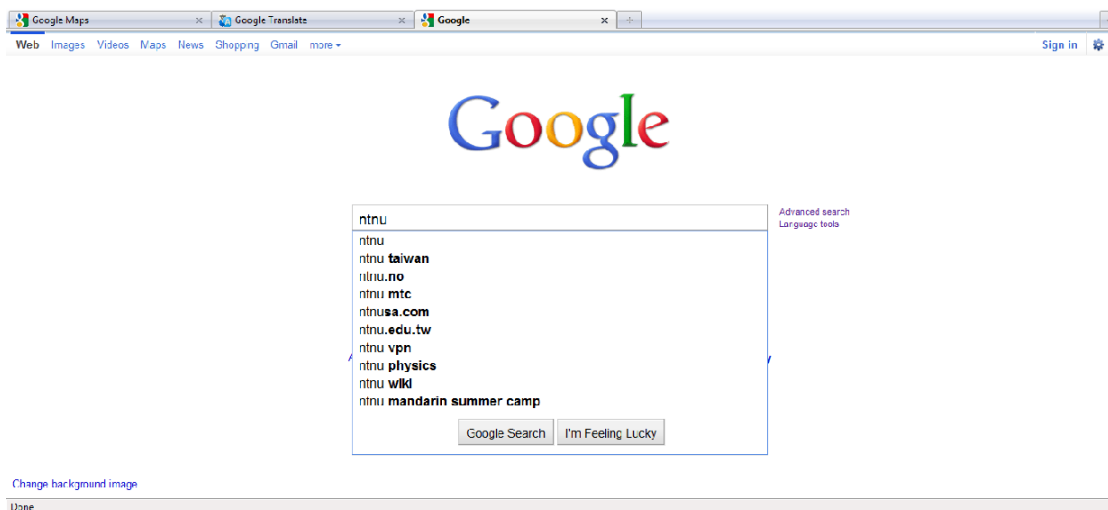 Google Maps Google Translate Google
Web Images Videos Maps News Shopping Gmail more Sign in
Google
ntnu
Advanced search
Language tools
ntnu
ntnu taiwan
ntnu.no
ntnu mtc
ntnusa.com
ntnu.edu.tw
ntnu vpn
ntnu physics
ntnu wiki
ntnu mandarin summer camp
Google Search I'm Feeling Lucky
Change background image
Done